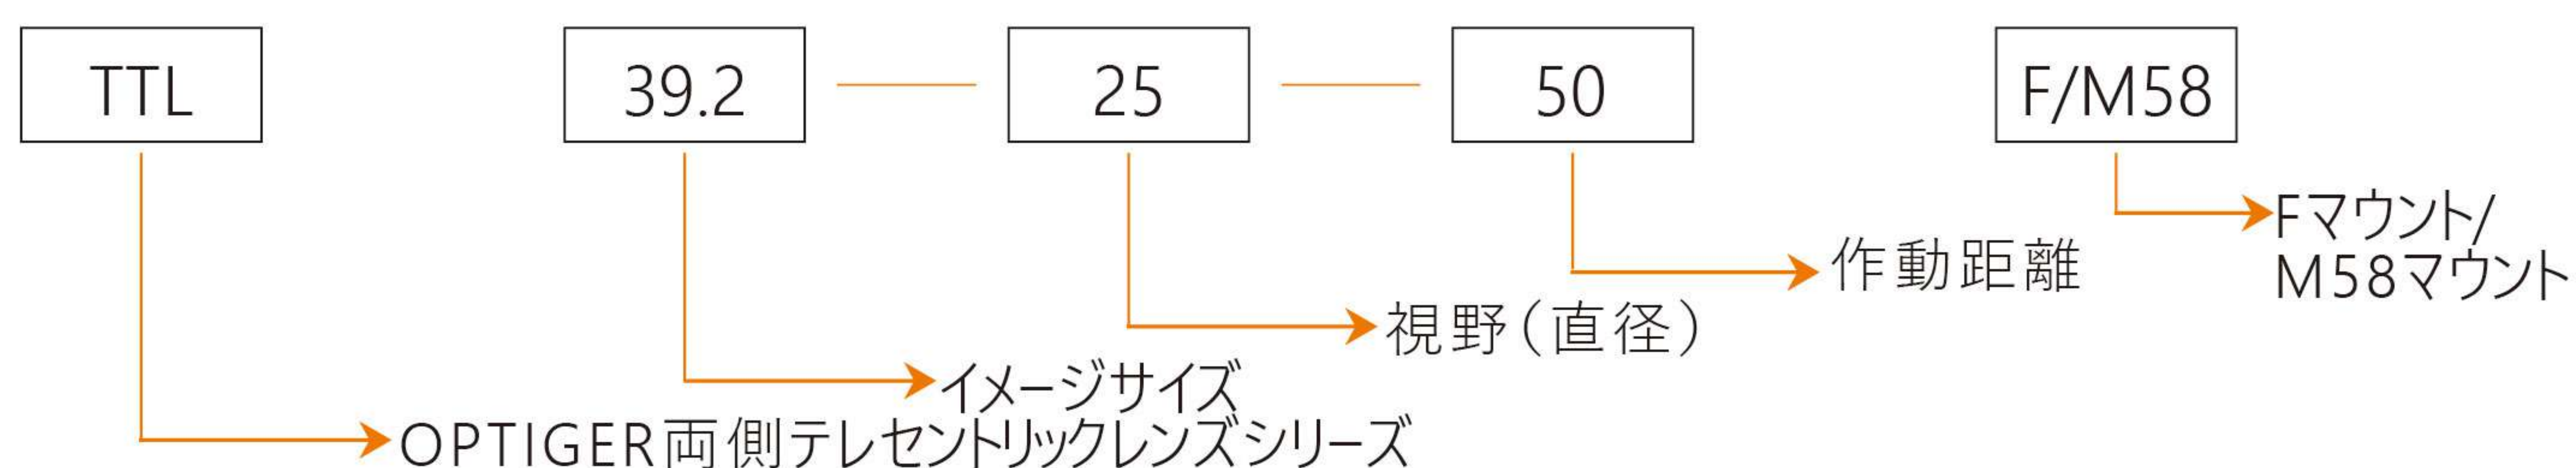 TTL 39.2 25 50 F/M58
Fマウント/
M58マウント
作動距離
視野(直径)
イメージサイズ
OPTIGER両側テレセントリックレンズシリーズ